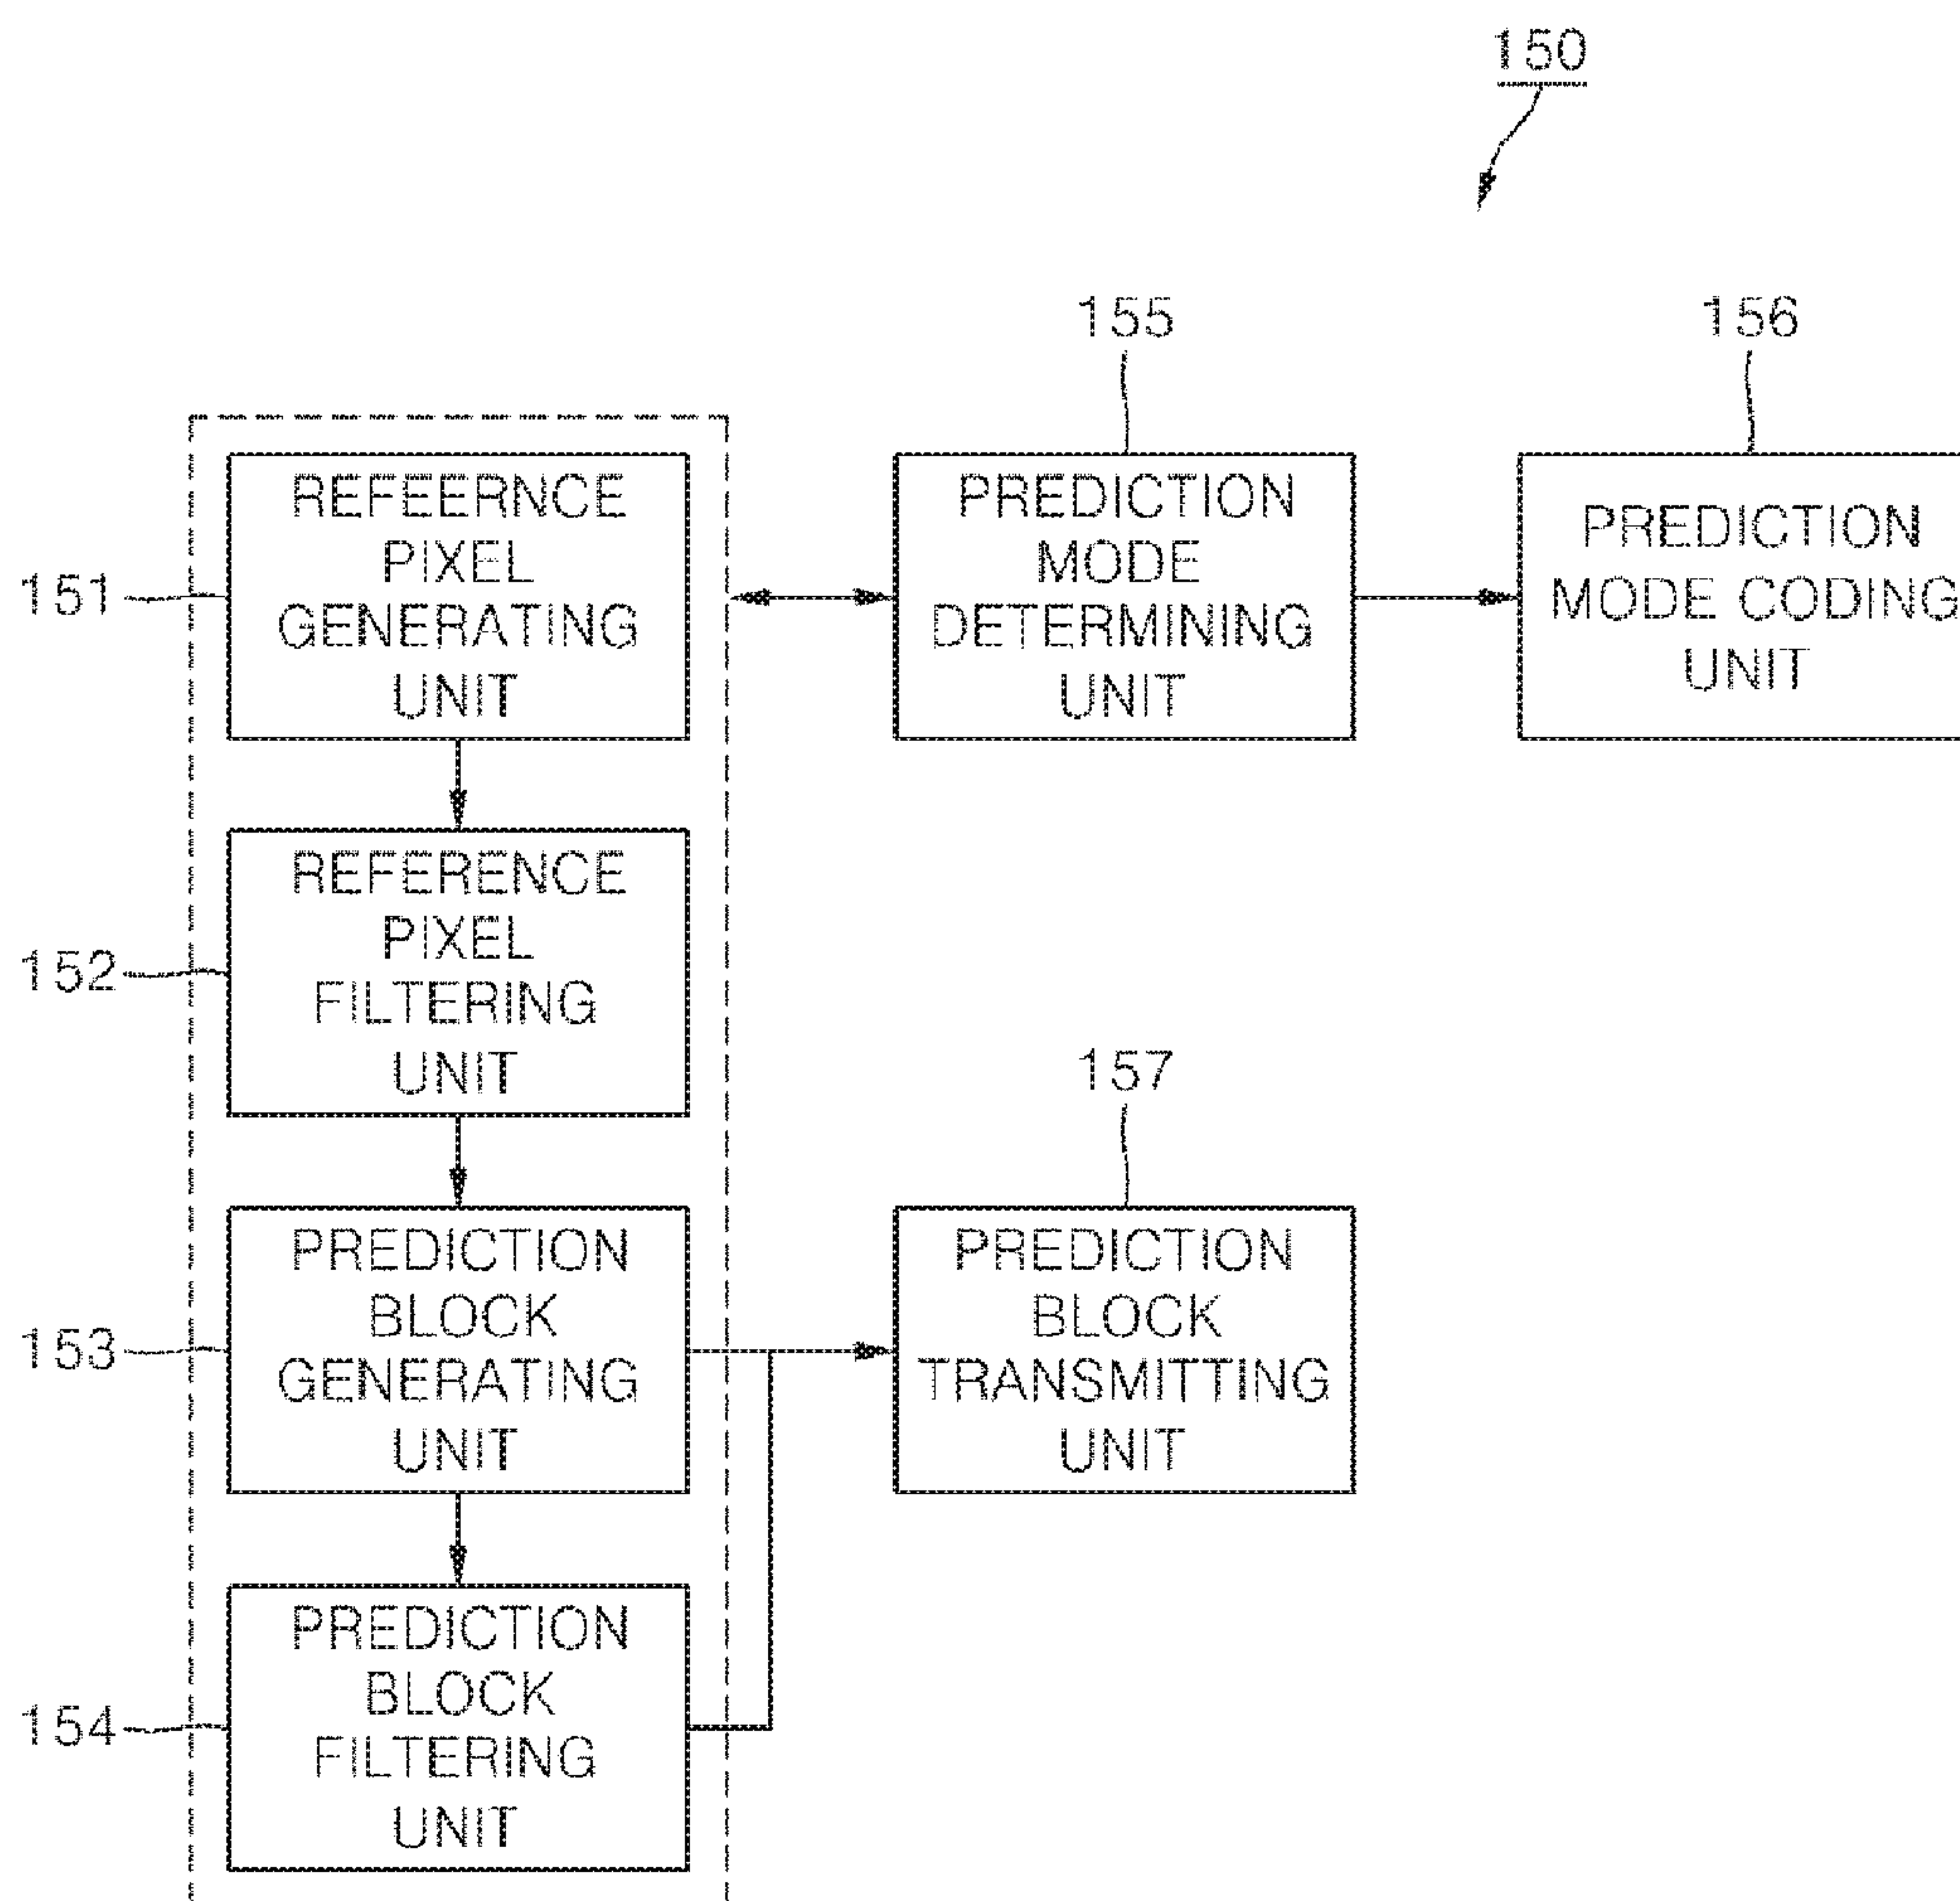 150
155
156
151
REFEERNCE
PIXEL
GENERATING
UNIT
PREDICTION
MODE
DETERMINING
UNIT
PREDICTION
MODE CODING
UNIT
152
REFERENCE
PIXEL
FILTERING
UNIT
157
153
PREDICTION
BLOCK
GENERATING
UNIT
PREDICTION
BLOCK
TRANSMITTING
UNIT
154
PREDICTION
BLOCK
FILTERING
UNIT